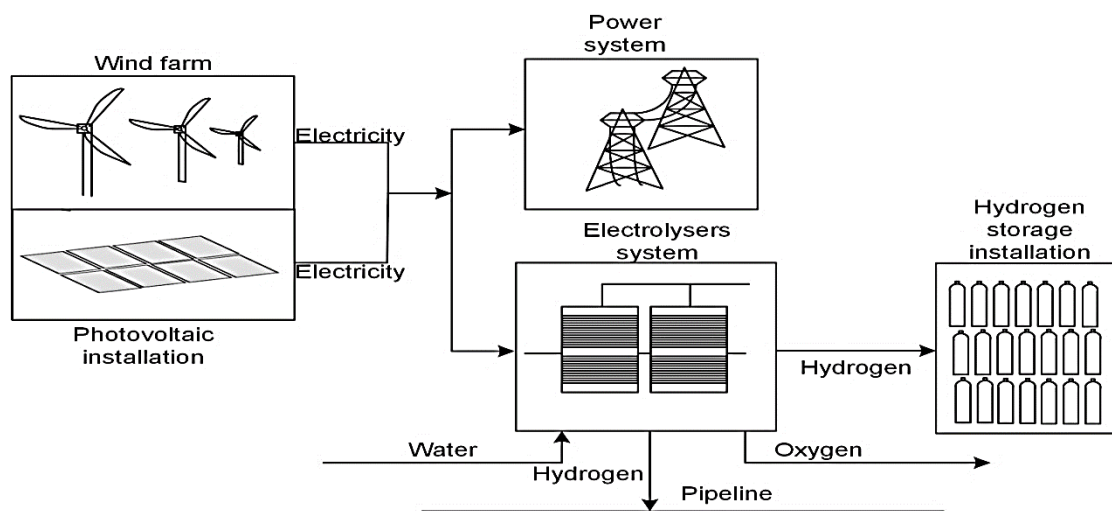 Power
system
Wind farm
Electricity
Electricity
Photovoltaic
installation
Electrolysers
system
Hydrogen
storage
installation
Hydrogen
Water
Hydrogen
Oxygen
Pipeline